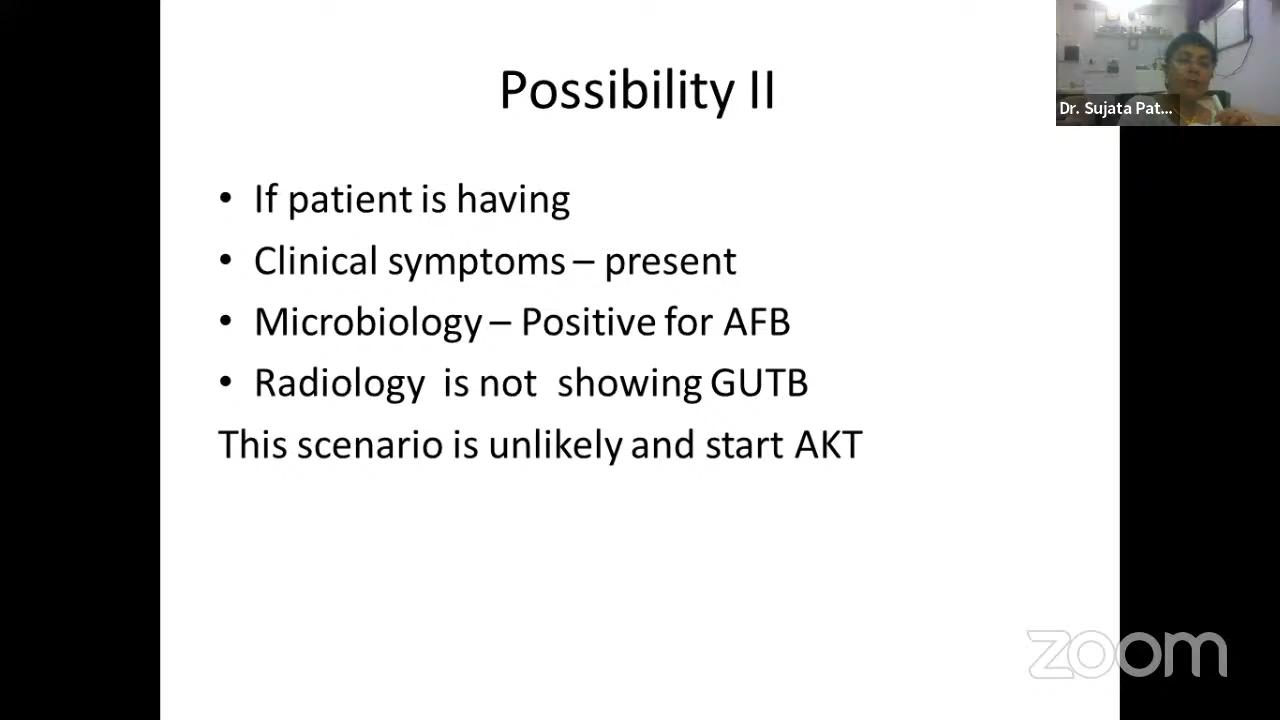 Possibility II
Dr. Sujata Pat...
• If patient is having
• Clinical symptoms – present
• Microbiology – Positive for AFB
• Radiology is not showing GUTB
This scenario is unlikely and start AKT
zoom